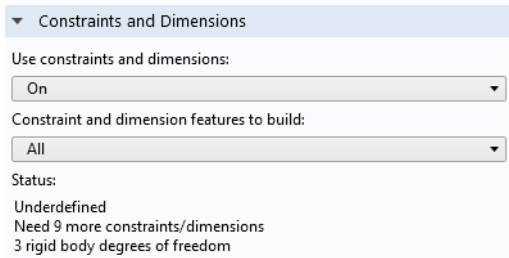 Constraints and Dimensions
Use constraints and dimensions:
On
Constraint and dimension features to build:
All
Status:
Underdefined
Need 9 more constraints/dimensions
3 rigid body degrees of freedom